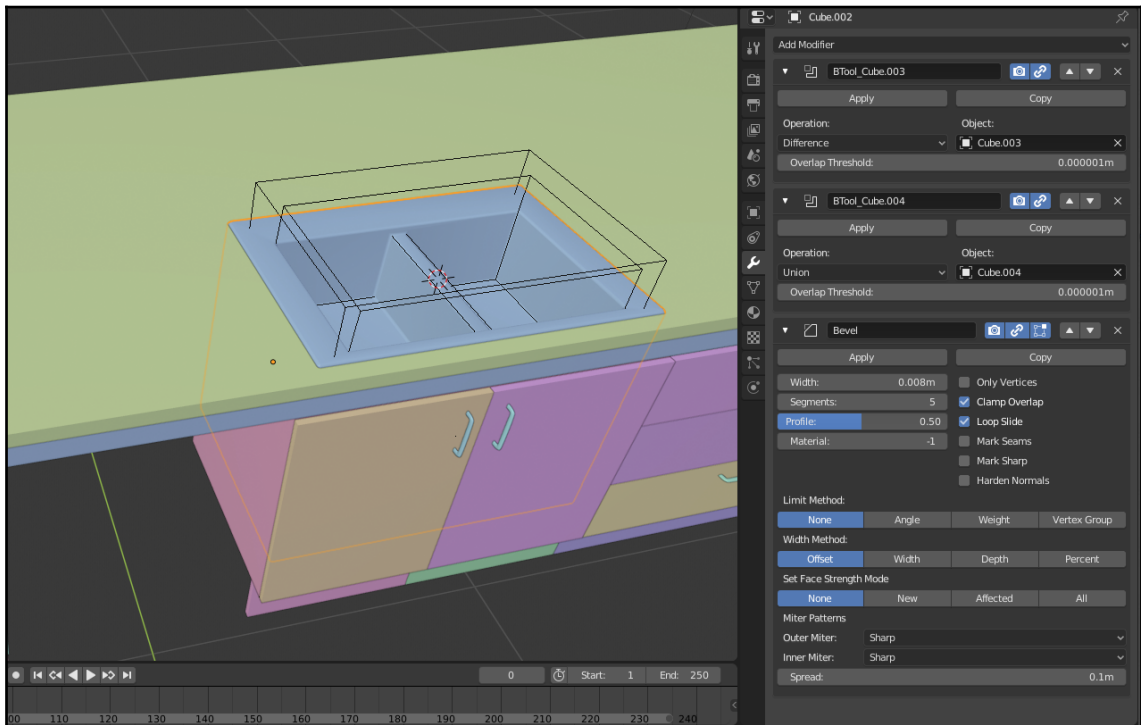 Cube.002
Add Modifier
BTool_Cube.003
Apply Copy
Operation: Object:
Difference Cube.003
Overlap Threshold: 0.000001m
BTool_Cube.004
Apply Copy
Operation: Object:
Union Cube.004
Overlap Threshold: 0.000001m
Bevel
Apply Copy
Width: 0.008m Only Vertices
Segments: 5 Clamp Overlap
Profile: 0.50 Loop Slide
Material: -1 Mark Seams
Mark Sharp
Harden Normals
Limit Method:
None Angle Weight Vertex Group
Width Method:
Offset Width Depth Percent
Set Face Strength Mode
None New Affected All
Miter Patterns
Outer Miter: Sharp
Inner Miter: Sharp
Spread: 0.1m
0 Start: 1 End: 250
00 110 120 130 140 150 160 170 180 190 200 210 220 230 240